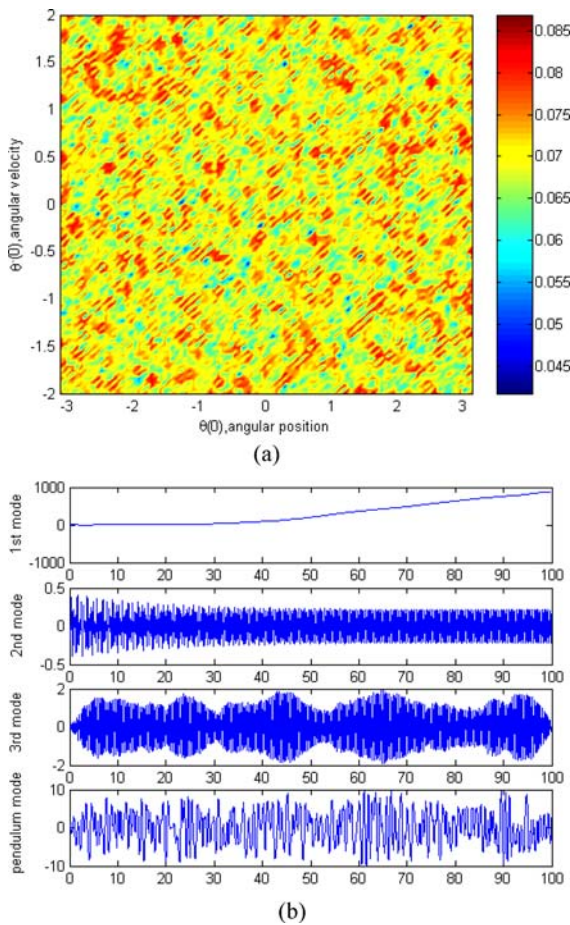 2
1.5
1
0.5
0
-0.5
-1
-1.5
-2
θ'(0),angular velocity
-3 -2 -1 0 1 2 3
θ(0),angular position
0.085
0.08
0.075
0.07
0.065
0.06
0.055
0.05
0.045
(a)
1st mode
1000
0
-1000
0 10 20 30 40 50 60 70 80 90 100
2nd mode
0.5
0
-0.5
0 10 20 30 40 50 60 70 80 90 100
3rd mode
2
0
-2
0 10 20 30 40 50 60 70 80 90 100
pendulum mode
10
0
-10
0 10 20 30 40 50 60 70 80 90 100
(b)